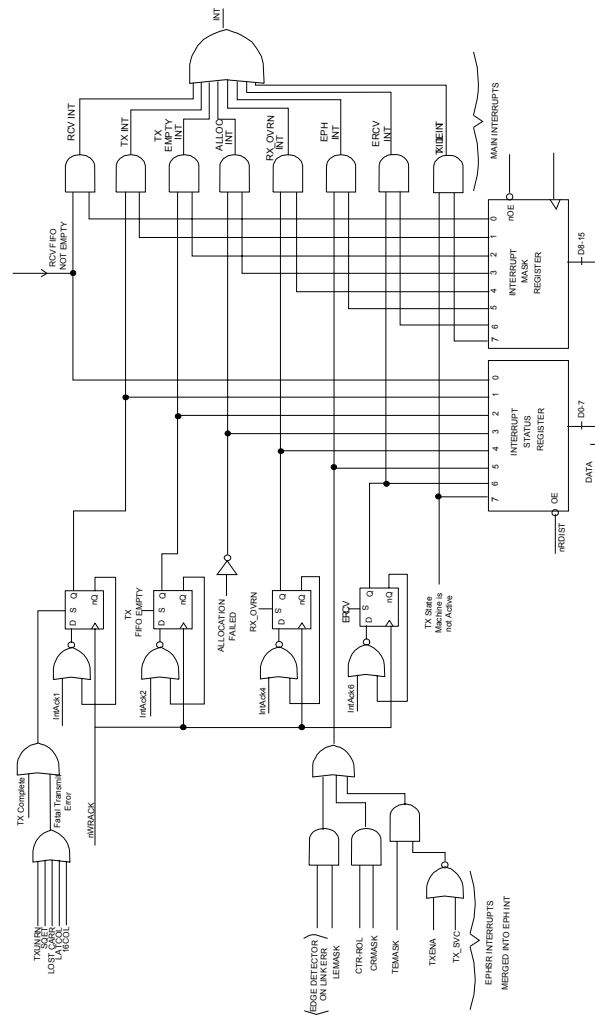 TXUNRN
SQET
LOST_CARR
LATCOL
16COL
TX Complete
Fatal Transmit
Error
nWRACK
IntAck1
D
S
Q
nQ
IntAck2
TX
FIFO EMPTY
D
S
Q
nQ
ALLOCATION
FAILED
IntAck4
RX_OVRN
D
S
Q
nQ
IntAck6
ERCV
D
S
Q
nQ
TX State
Machine is
not Active
EDGE DETECTOR
ON LINK ERR
LEMASK
CTR-ROL
CRMASK
TEMASK
TXENA
TX_SVC
EPHSR INTERRUPTS
MERGED INTO EPH INT
RCV FIFO
NOT EMPTY
0
1
2
3
4
5
6
7
INTERRUPT
STATUS
REGISTER
OE
nRDIST
D0-7
DATA
0
1
2
3
4
5
6
7
INTERRUPT
MASK
REGISTER
nOE
D8-15
RCV INT
TX INT
TX
EMPTY
INT
ALLOC
INT
RX_OVRN
INT
EPH
INT
ERCV
INT
MAIN INTERRUPTS
INT